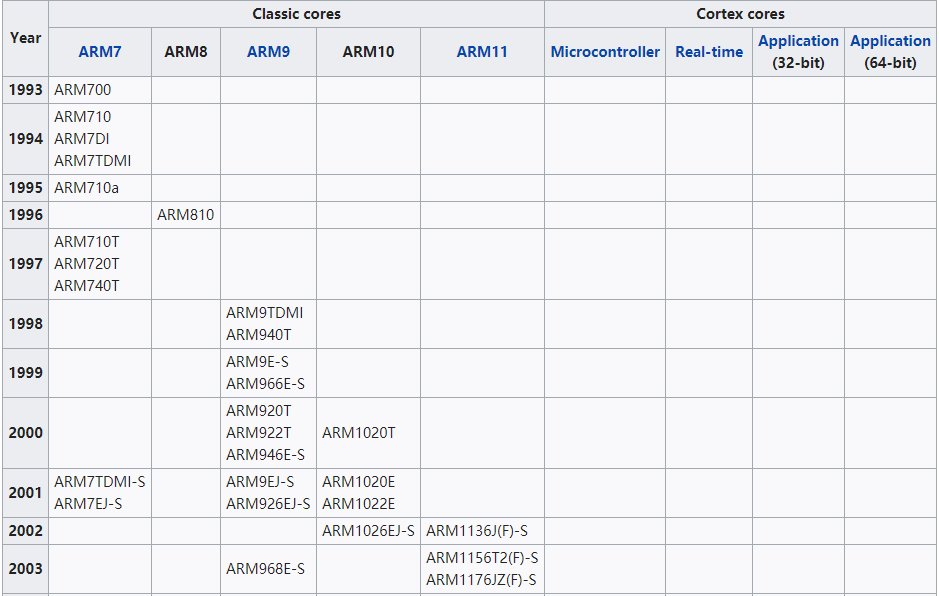 Year
Classic cores
Cortex cores
ARM7
ARM8
ARM9
ARM10
ARM11
Microcontroller
Real-time
Application
(32-bit)
Application
(64-bit)
1993
ARM700
1994
ARM710
ARM7DI
ARM7TDMI
1995
ARM710a
1996
ARM810
1997
ARM710T
ARM720T
ARM740T
1998
ARM9TDMI
ARM940T
1999
ARM9E-S
ARM966E-S
2000
ARM920T
ARM922T
ARM946E-S
ARM1020T
2001
ARM7TDMI-S
ARM7EJ-S
ARM9EJ-S
ARM926EJ-S
ARM1020E
ARM1022E
2002
ARM1026EJ-S
ARM1136J(F)-S
2003
ARM968E-S
ARM1156T2(F)-S
ARM1176JZ(F)-S